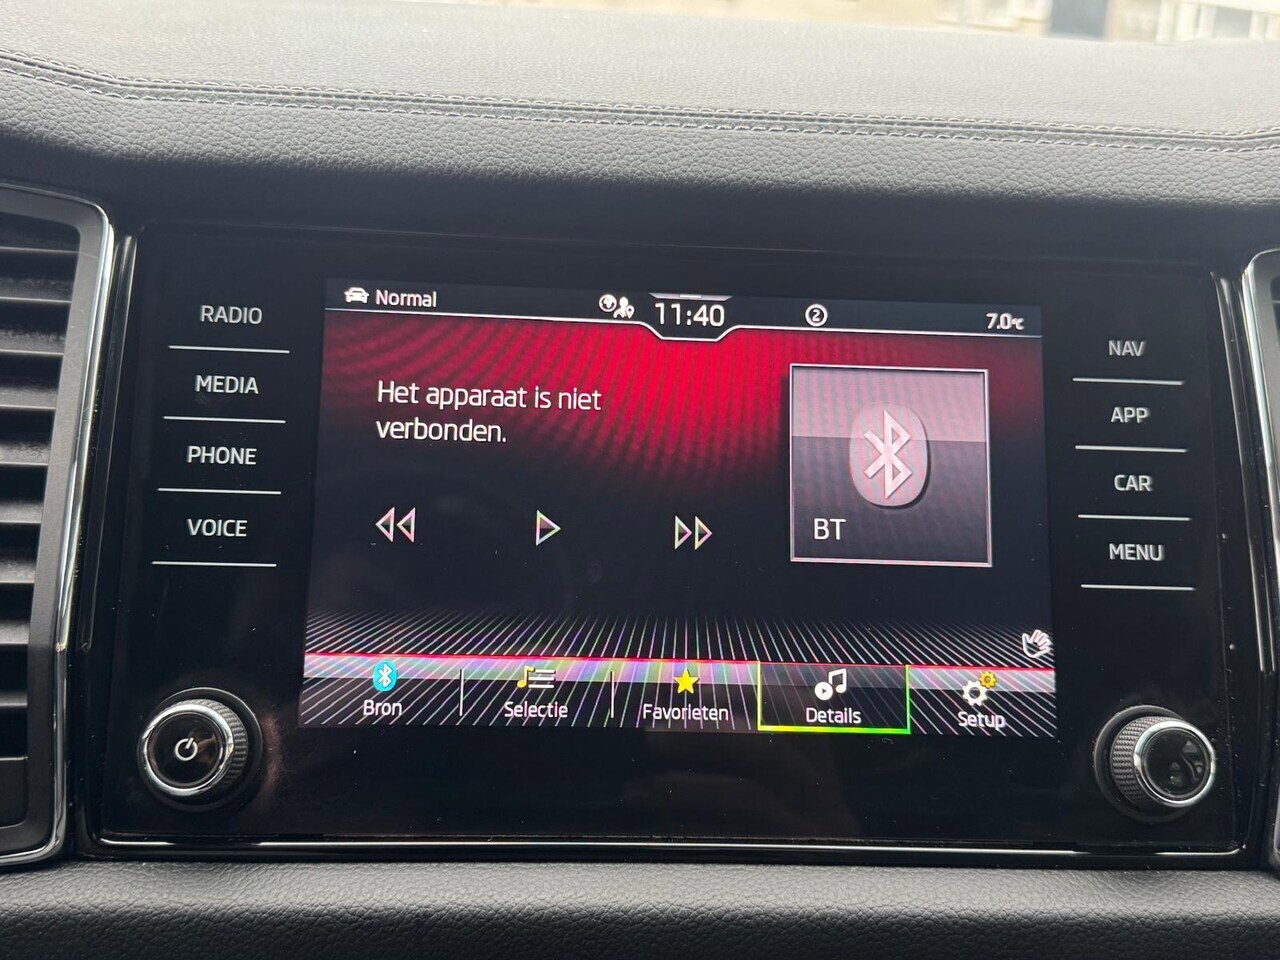 RADIO
MEDIA
PHONE
VOICE
Normal
11:40
2
7.0°C
Het apparaat is niet
verbonden.
BT
Bron
Selectie
Favorieten
Details
Setup
NAV
APP
CAR
MENU